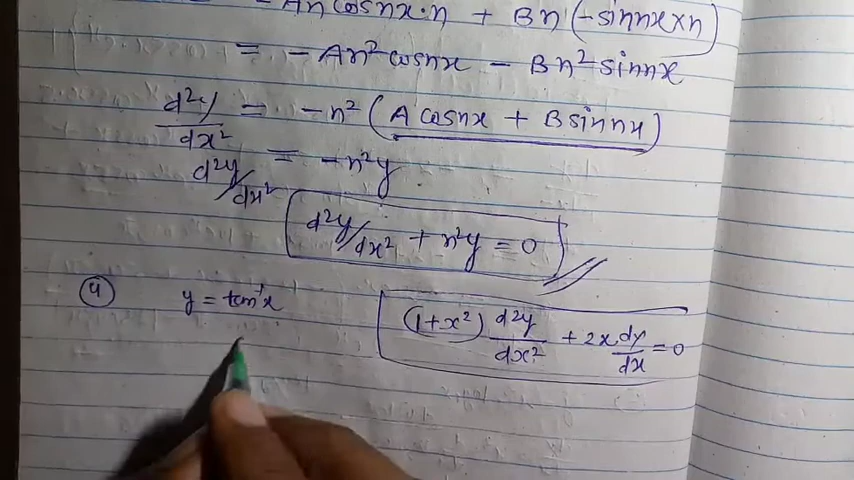 - An cosnx·n + Bn (-sinnx×n)
= - An² cosnx - Bn² sinnx
d²y/dx² = -n² (A cosnx + B sinnx)
d²y/dx² = -n²y
d²y/dx² + n²y = 0
(4) y = tan⁻¹x (1+x²) d²y/dx² + 2x dy/dx = 0